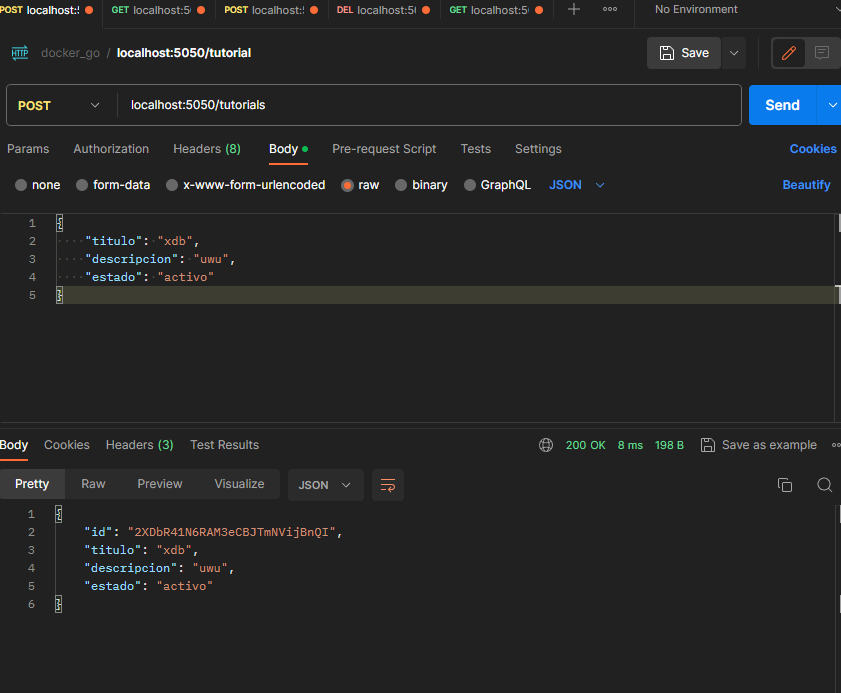 POST localhost:5 GET localhost:5 POST localhost: DEL localhost:5 GET localhost:5 No Environment
HTTP docker_go / localhost:5050/tutorial Save
POST localhost:5050/tutorials Send
Params Authorization Headers (8) Body Pre-request Script Tests Settings Cookies
none form-data x-www-form-urlencoded raw binary GraphQL JSON Beautify
1 {
2 "titulo": "xdb",
3 "descripcion": "uwu",
4 "estado": "activo"
5 }
Body Cookies Headers (3) Test Results 200 OK 8 ms 198 B Save as example
Pretty Raw Preview Visualize JSON
1 {
2 "id": "2XDbR41N6RAM3eCBJTmNVijBnQI",
3 "titulo": "xdb",
4 "descripcion": "uwu",
5 "estado": "activo"
6 }